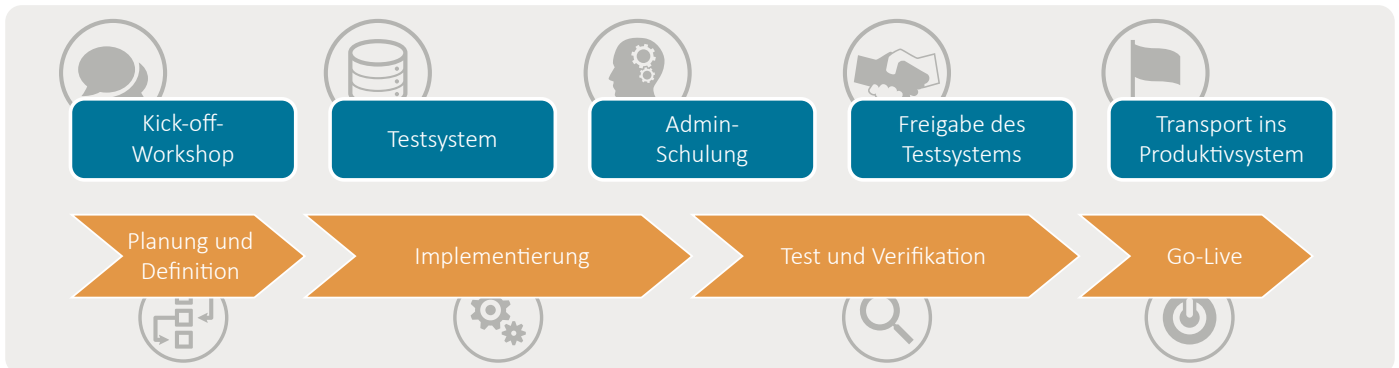 Kick-off-
Workshop
Testsystem
Admin-
Schulung
Freigabe des
Testsystems
Transport ins
Produktivsystem
Planung und
Definition
Implementierung
Test und Verifikation
Go-Live